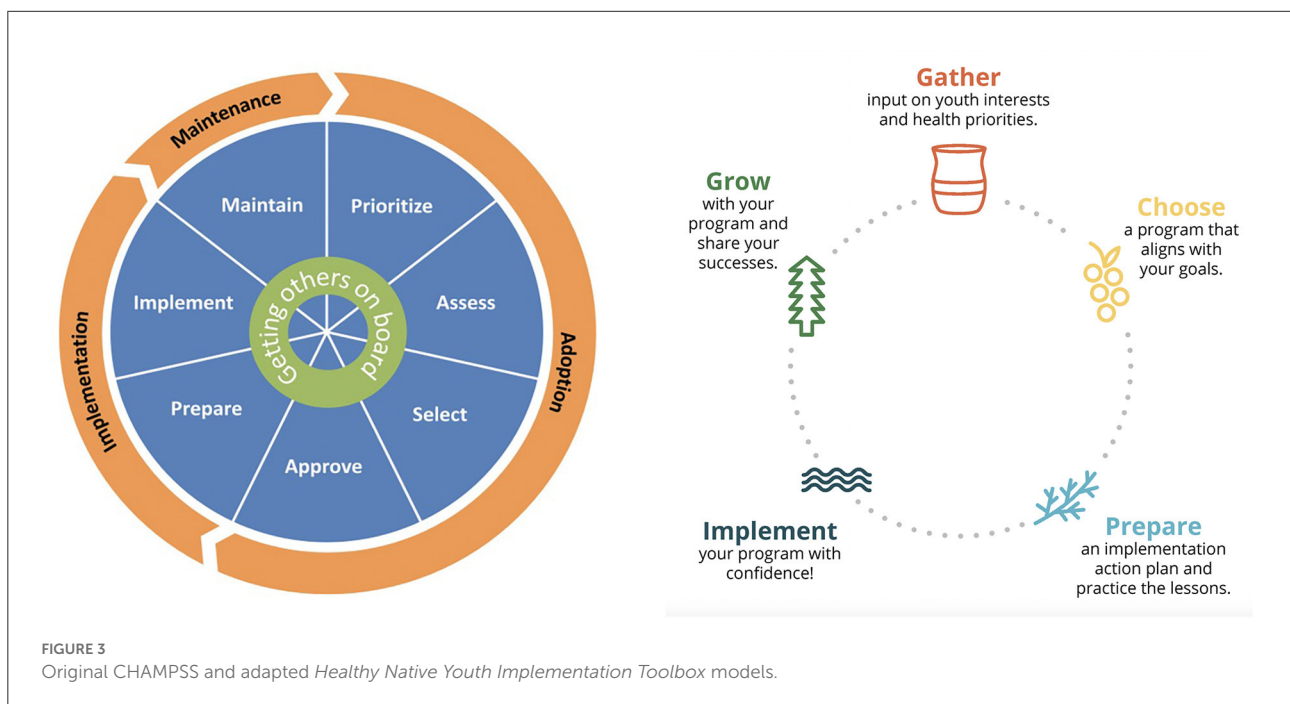 Maintenance
Adoption
Implementation
Prioritize
Assess
Select
Approve
Prepare
Implement
Maintain
Getting others on board
Gather
input on youth interests
and health priorities.
Choose
a program that
aligns with
your goals.
Prepare
an implementation
action plan and
practice the lessons.
Implement
your program with
confidence!
Grow
with your
program and
share your
successes.
FIGURE 3
Original CHAMPSS and adapted Healthy Native Youth Implementation Toolbox models.